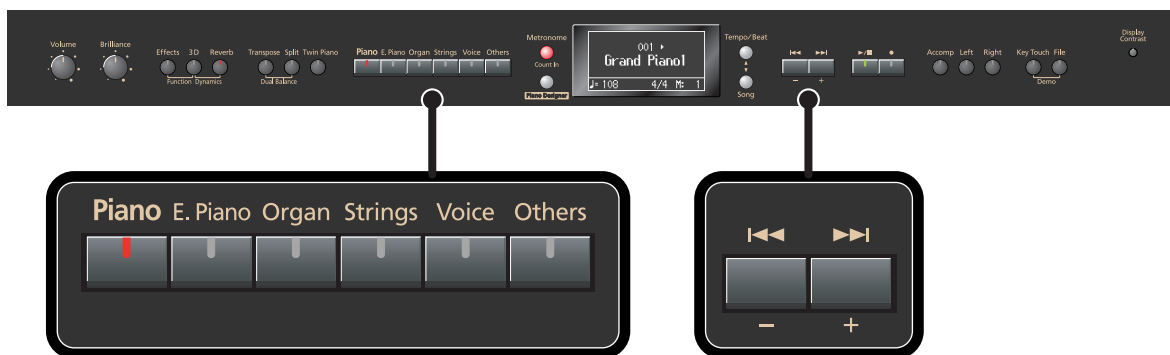 Volume Brilliance
Effects 3D Reverb
Function Dynamics
Transpose Split Twin Piano
Dual Balance
Piano E. Piano Organ Strings Voice Others
Metronome
Count In
Piano Designer
001
Grand Piano1
♩= 108 4/4 M: 1
Tempo/Beat
Song
− +
Accomp Left Right
Key Touch File
Demo
Display
Contrast
Piano E. Piano Organ Strings Voice Others
− +